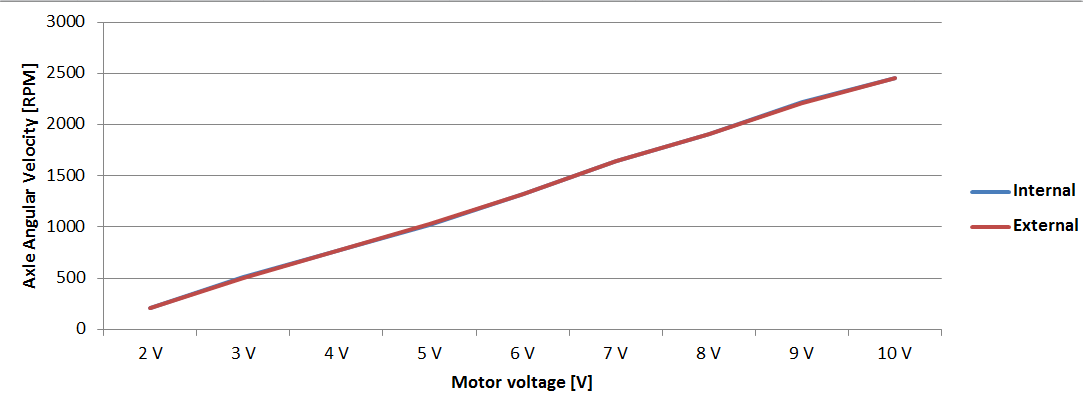 3000
2500
2000
1500
1000
500
0
Axle Angular Velocity [RPM]
2 V 3 V 4 V 5 V 6 V 7 V 8 V 9 V 10 V
Motor voltage [V]
Internal
External